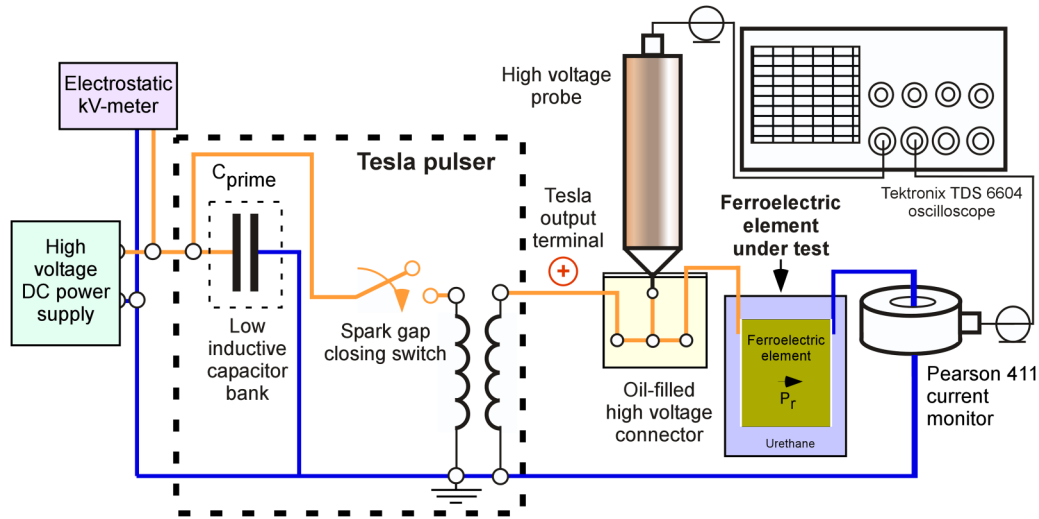 Electrostatic
kV-meter
High
voltage
DC power
supply
Tesla pulser
Cprime
Low
inductive
capacitor
bank
Spark gap
closing switch
Tesla
output
terminal
+
High voltage
probe
Oil-filled
high voltage
connector
Ferroelectric
element
under test
Ferroelectric
element
Pr
Urethane
Tektronix TDS 6604
oscilloscope
Pearson 411
current
monitor